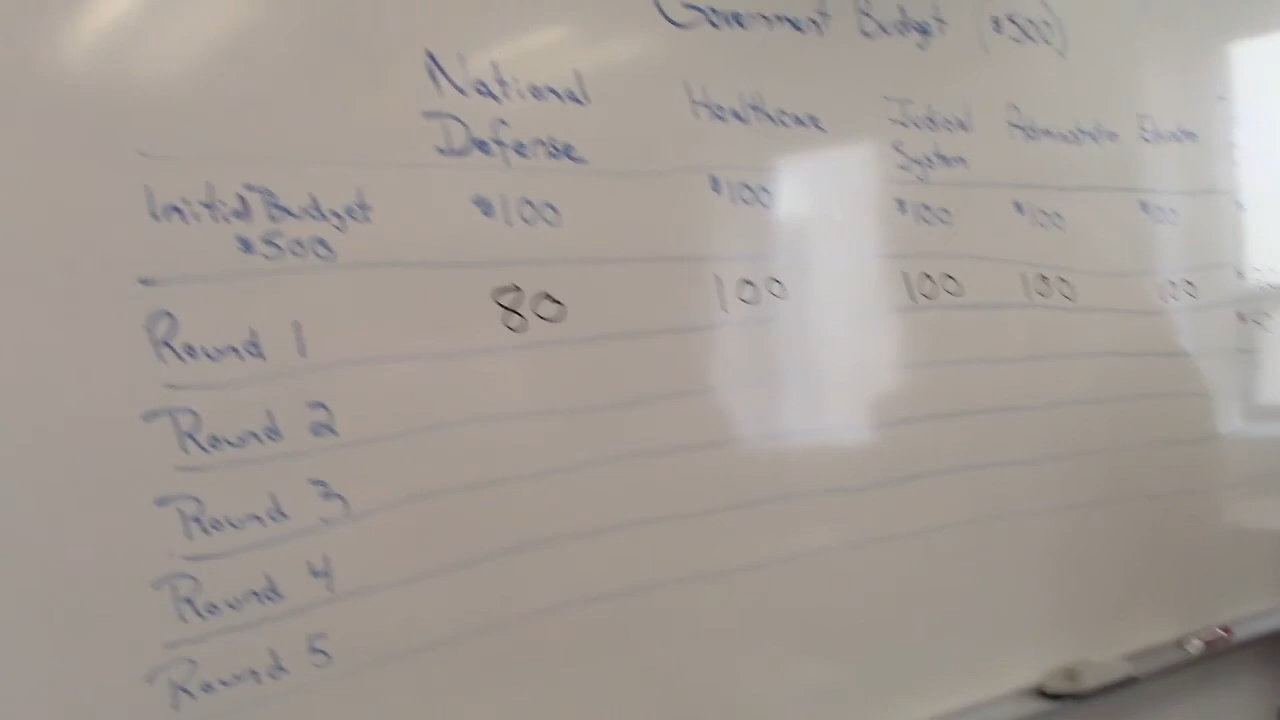 Government Budget ($500)
National Defense Healthcare Judicial System Administration Education
Initial Budget $500 $100 $100 $100 $100 $100
Round 1 80 100 100 100 100
Round 2
Round 3
Round 4
Round 5